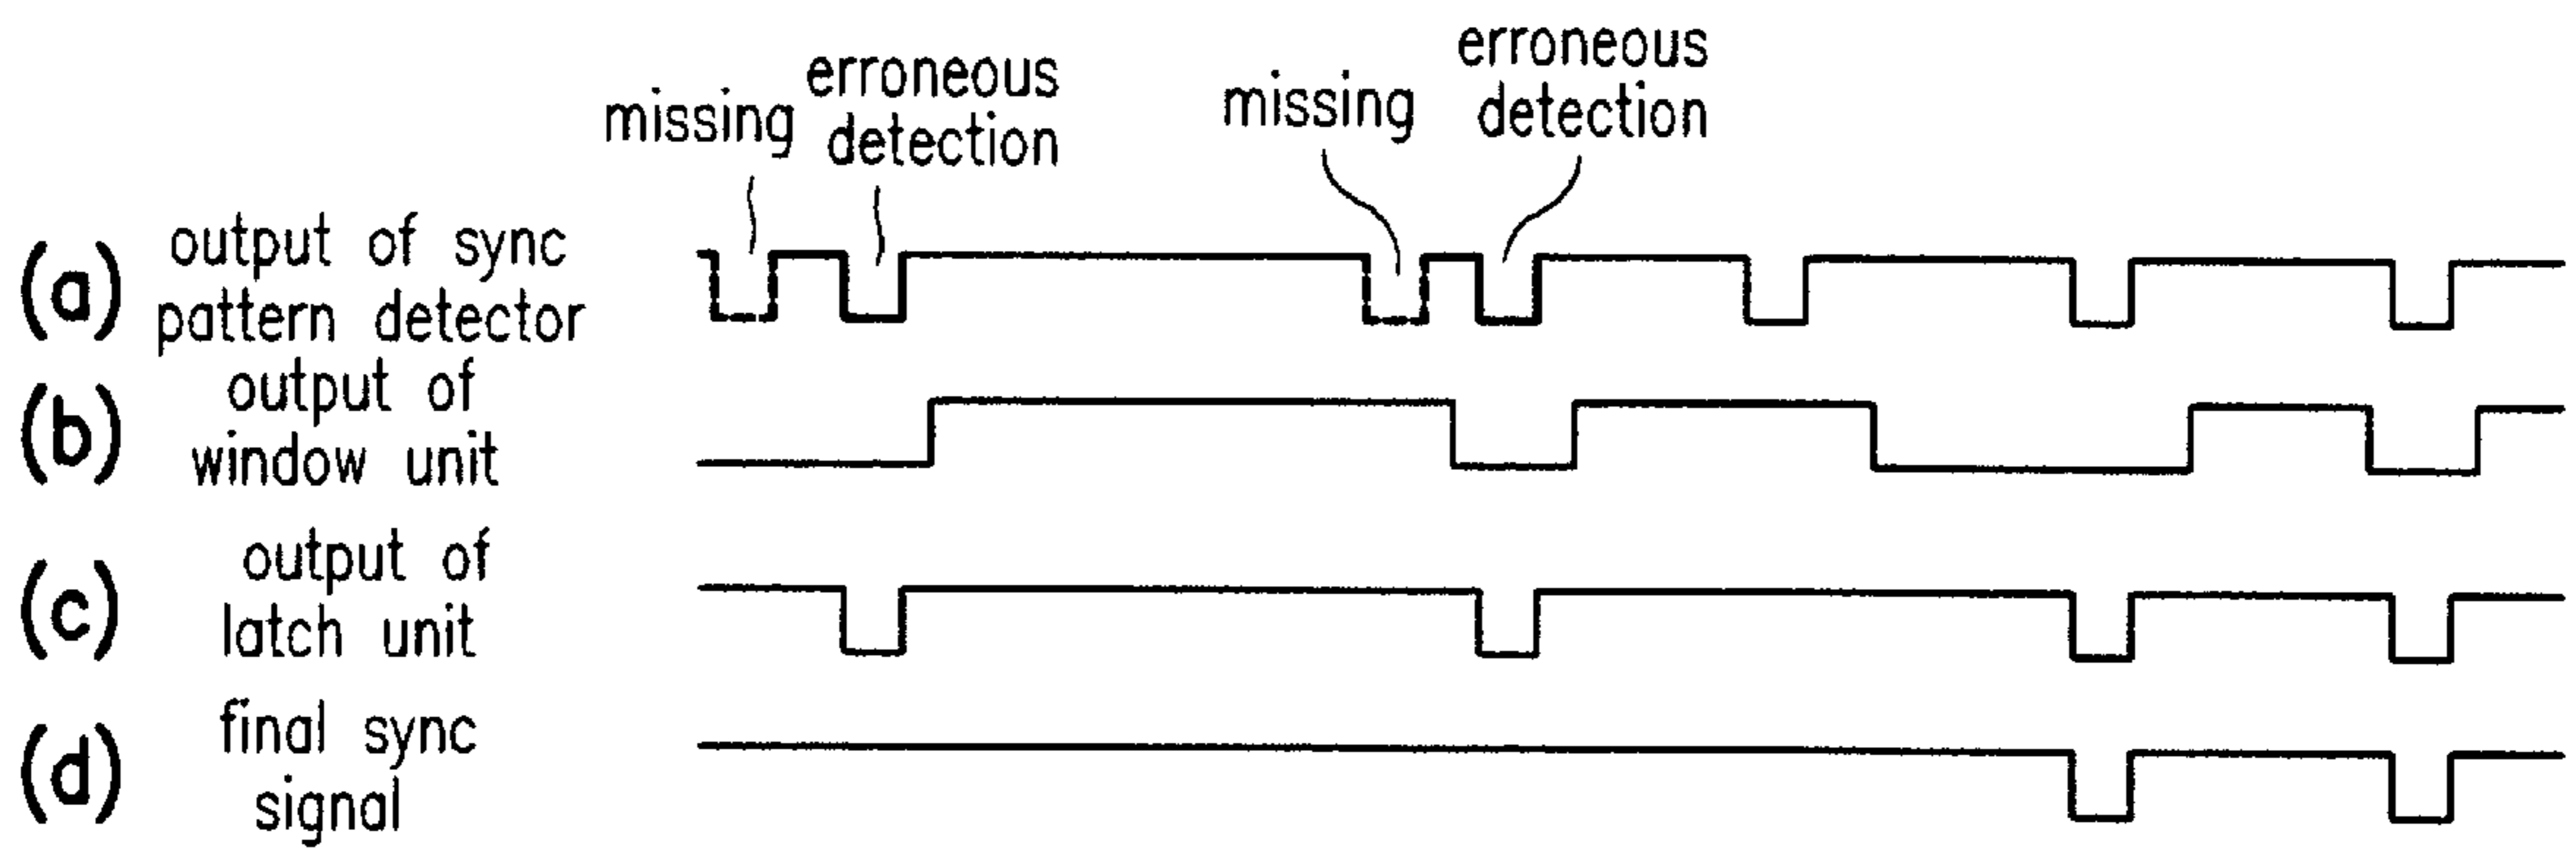 missing
erroneous
detection
missing
erroneous
detection
(a) output of sync
pattern detector
(b) output of
window unit
(c) output of
latch unit
(d) final sync
signal